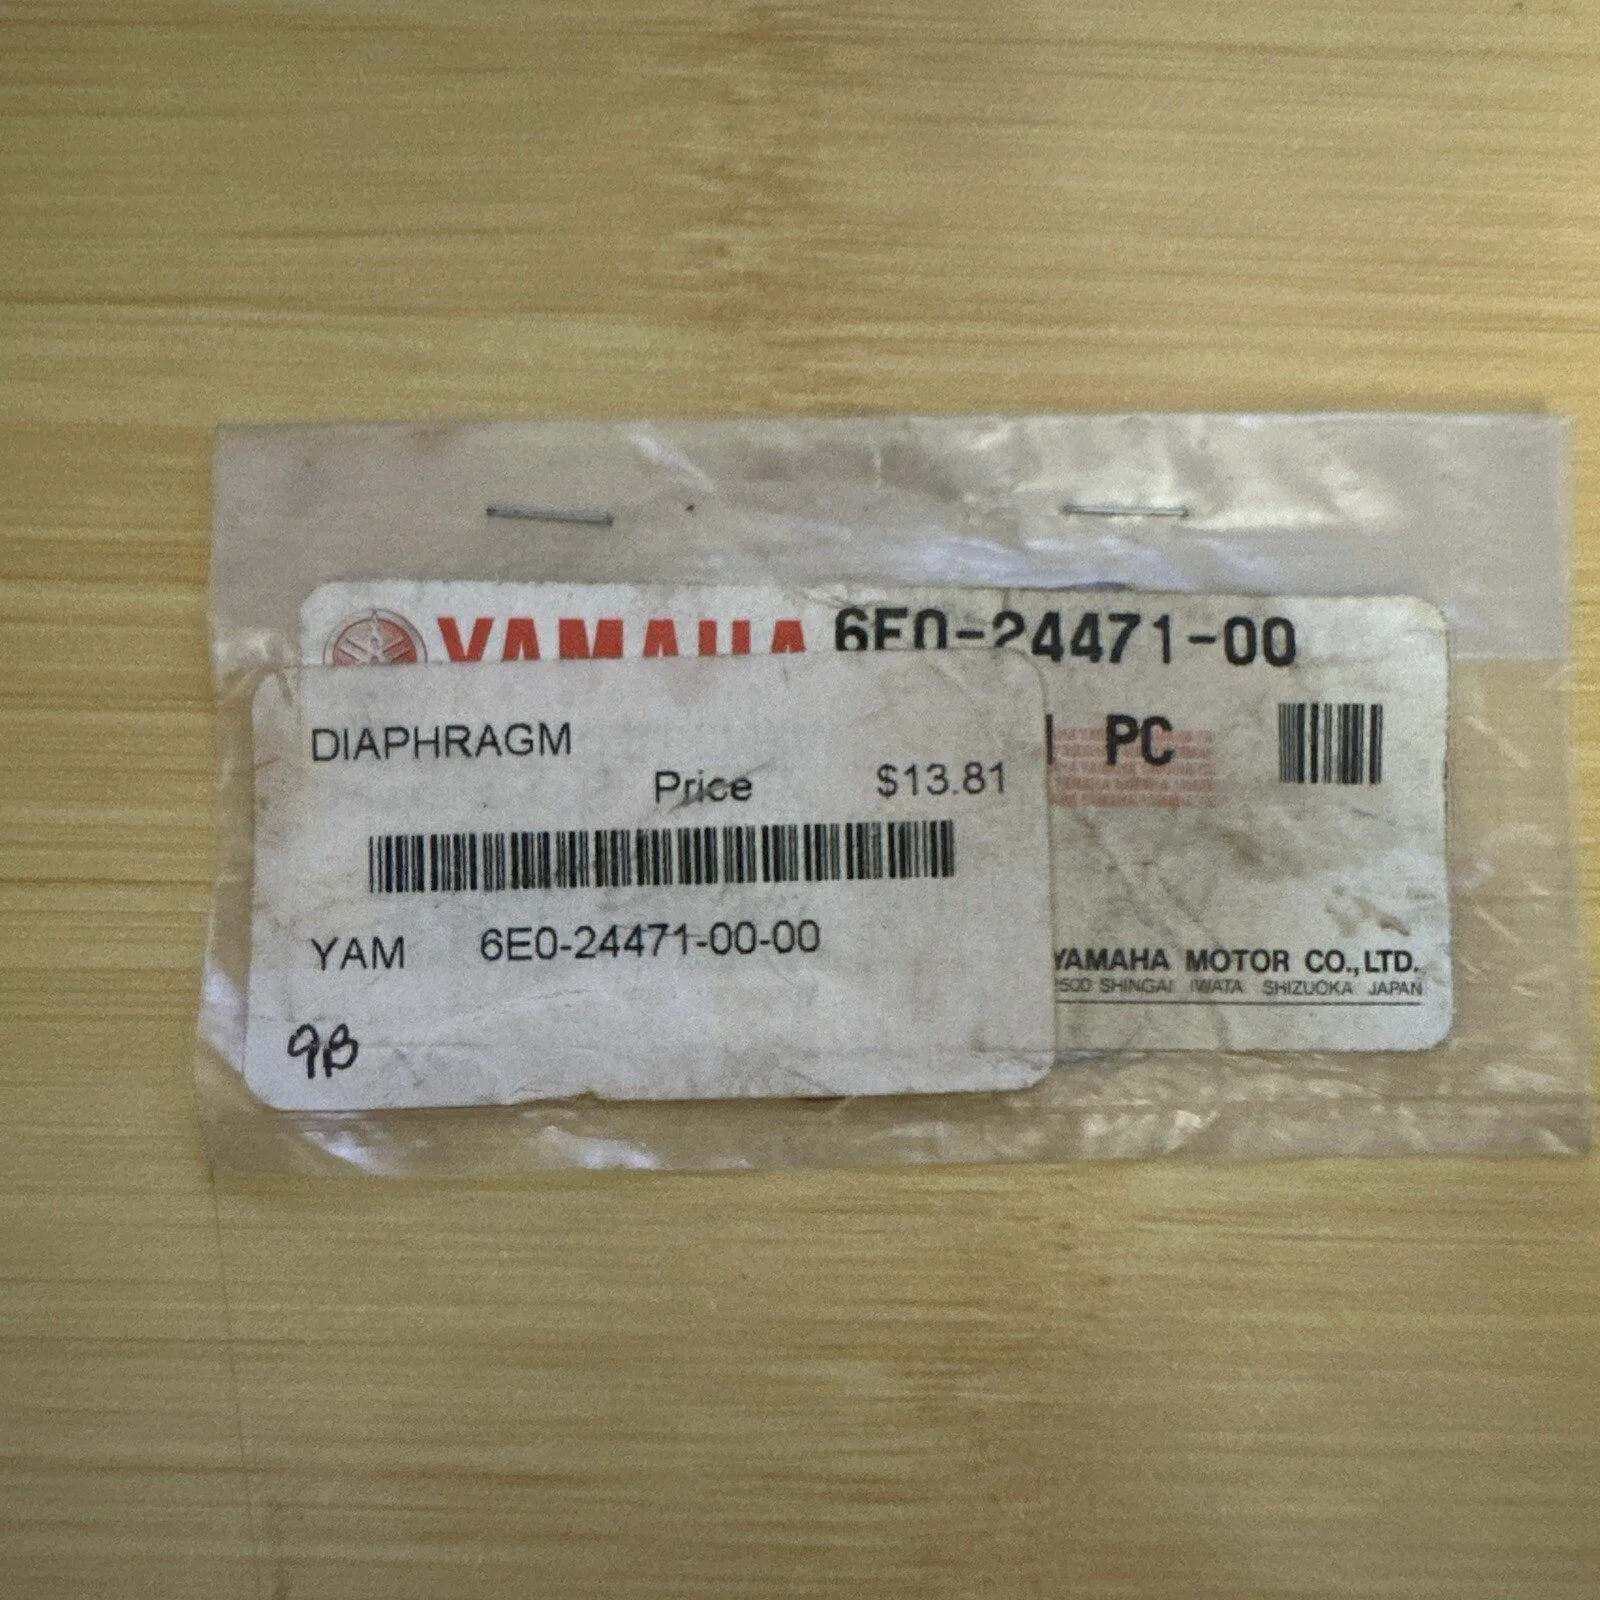 YAMAHA 6E0-24471-00
PC
DIAPHRAGM
Price $13.81
YAM 6E0-24471-00-00
9B
YAMAHA MOTOR CO.,LTD.
2500 SHINGAI IWATA SHIZUOKA JAPAN